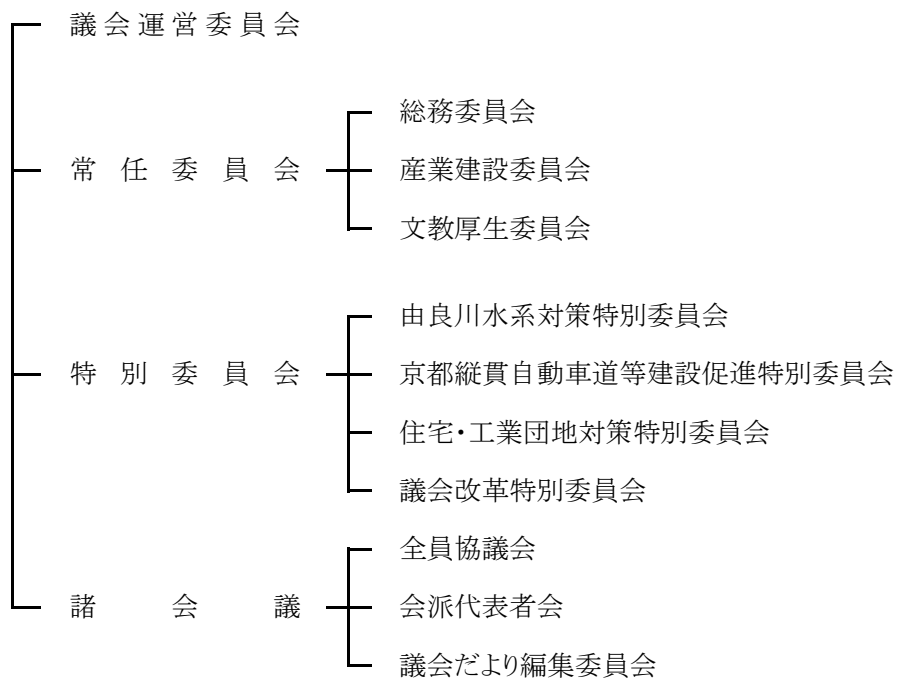 議会運営委員会
常任委員会
総務委員会
産業建設委員会
文教厚生委員会
特別委員会
由良川水系対策特別委員会
京都縦貫自動車道等建設促進特別委員会
住宅・工業団地対策特別委員会
議会改革特別委員会
諸会議
全員協議会
会派代表者会
議会だより編集委員会